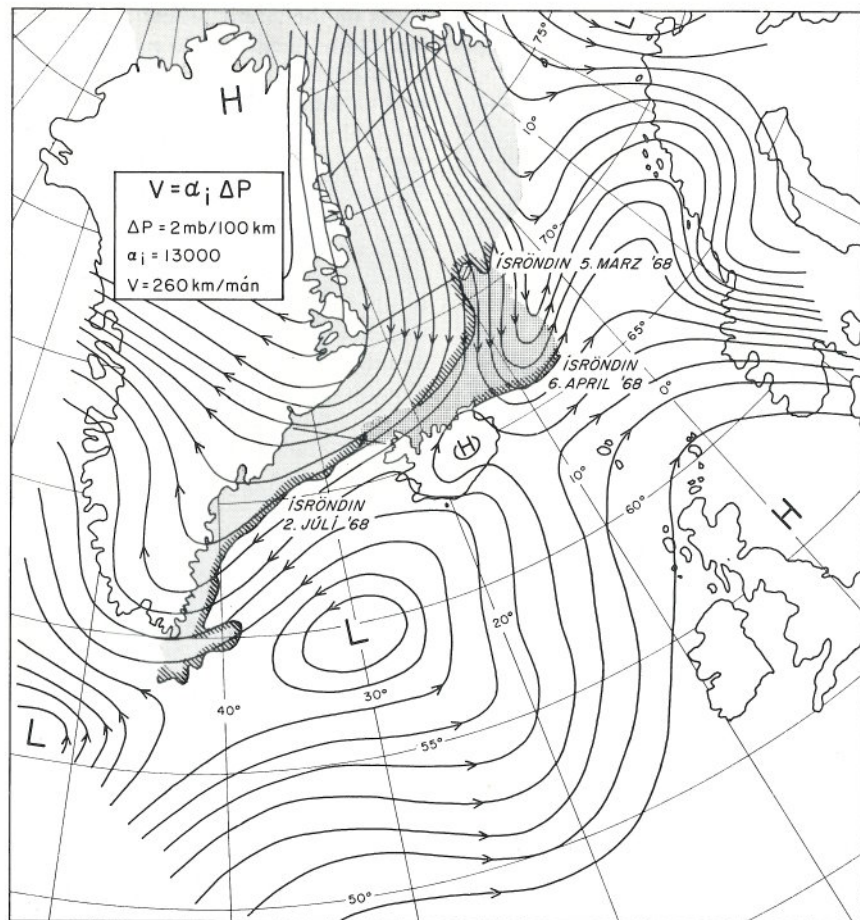 L
75°
H
10°
V = αᵢ ΔP
ΔP = 2 mb/100 km
αᵢ = 13000
V = 260 km/mán
70°
ÍSRÖNDIN 5. MARZ '68
65°
ÍSRÖNDIN
6. APRIL '68
0°
H
10°
ÍSRÖNDIN
2. JÚLÍ '68
60°
H
L
20°
30°
40°
L
55°
50°